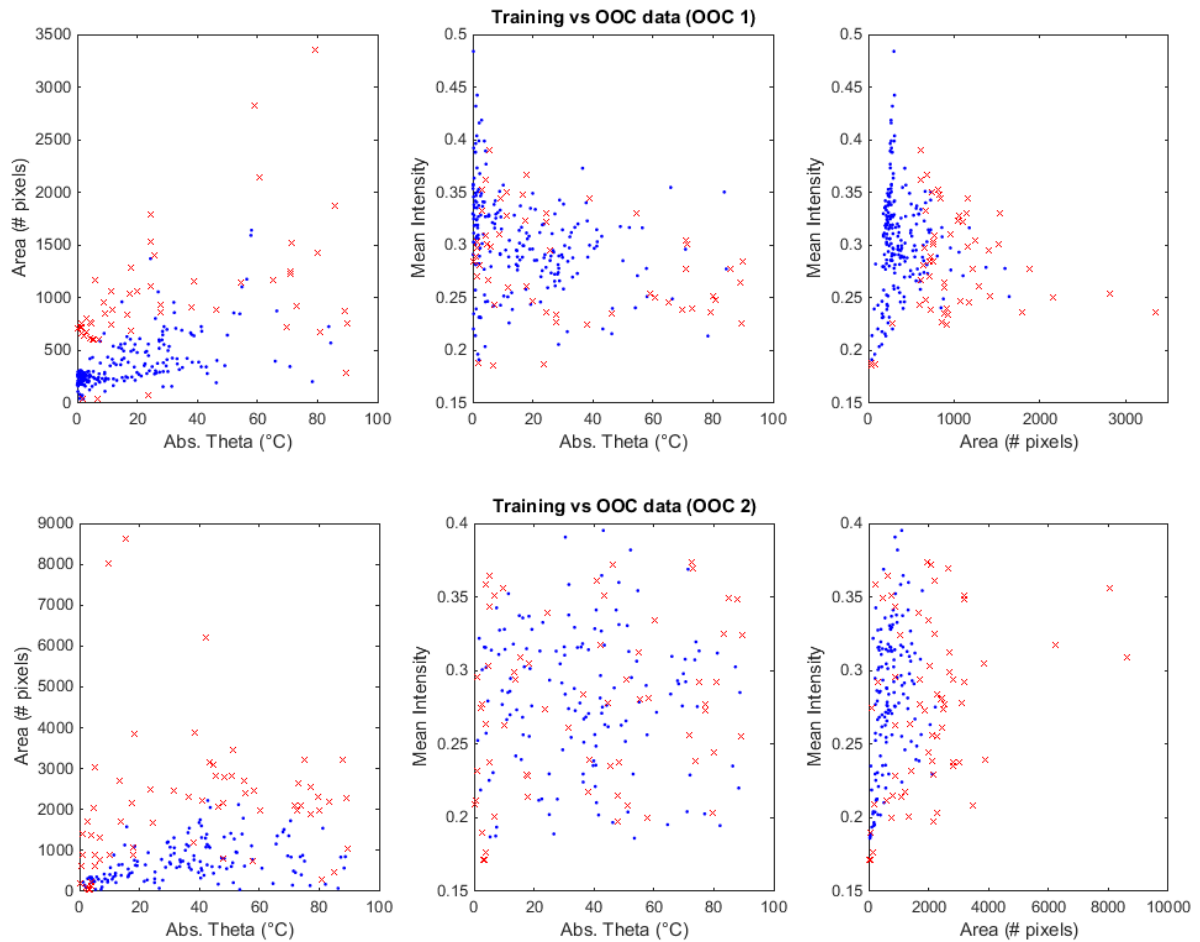 Training vs OOC data (OOC 1)
3500
3000
2500
2000
1500
1000
500
0
Area (# pixels)
0 20 40 60 80 100
Abs. Theta (°C)
0.5
0.45
0.4
0.35
0.3
0.25
0.2
0.15
Mean Intensity
0 20 40 60 80 100
Abs. Theta (°C)
0.5
0.45
0.4
0.35
0.3
0.25
0.2
0.15
Mean Intensity
0 1000 2000 3000
Area (# pixels)
Training vs OOC data (OOC 2)
9000
8000
7000
6000
5000
4000
3000
2000
1000
0
Area (# pixels)
0 20 40 60 80 100
Abs. Theta (°C)
0.4
0.35
0.3
0.25
0.2
0.15
Mean Intensity
0 20 40 60 80 100
Abs. Theta (°C)
0.4
0.35
0.3
0.25
0.2
0.15
Mean Intensity
0 2000 4000 6000 8000 10000
Area (# pixels)